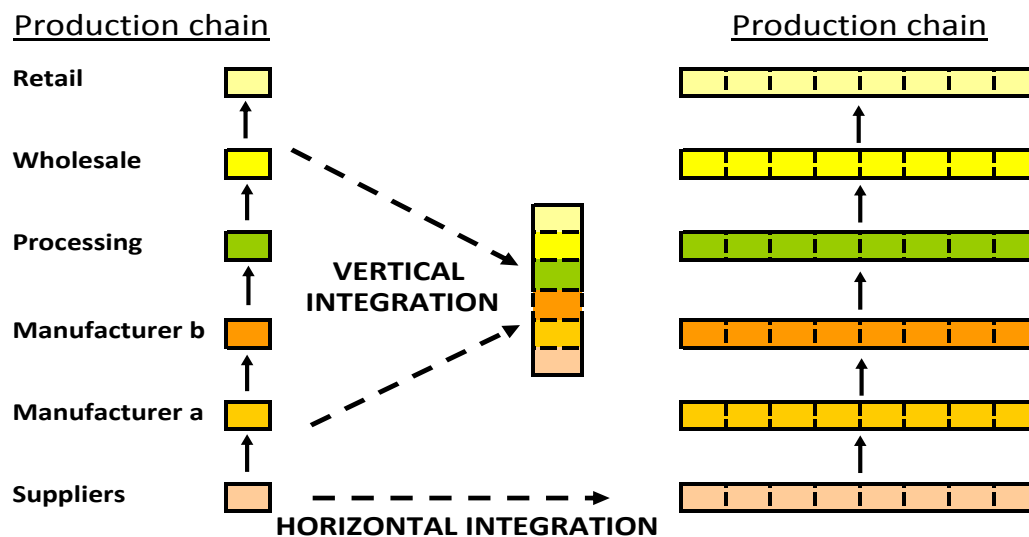 Production chain
Production chain
Retail
Wholesale
Processing
VERTICAL
INTEGRATION
Manufacturer b
Manufacturer a
Suppliers
HORIZONTAL INTEGRATION